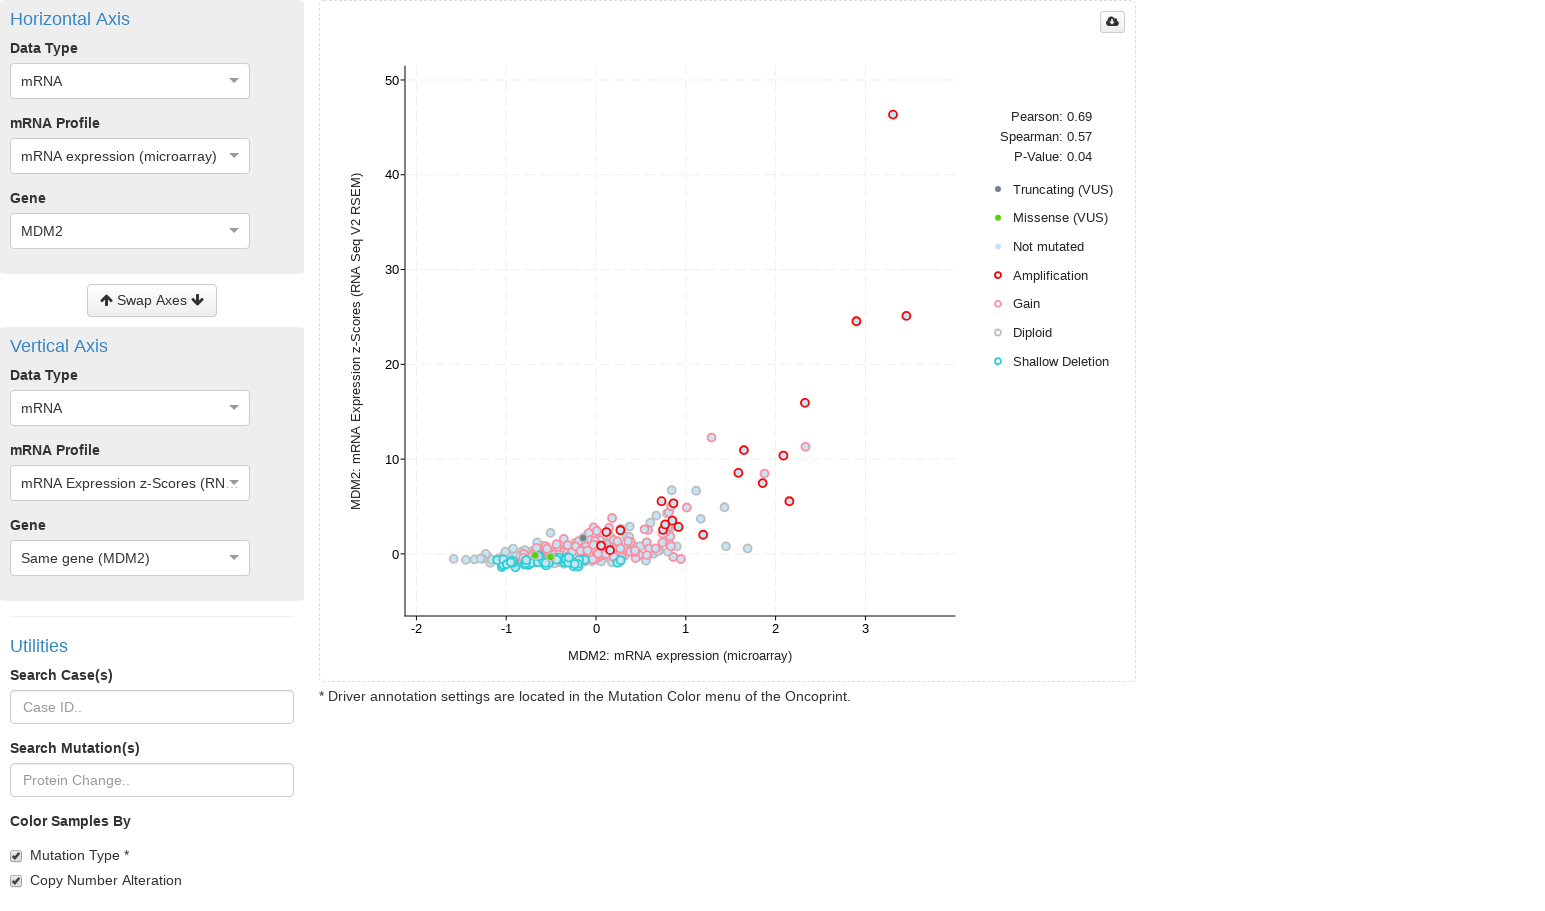 Horizontal Axis
Data Type
mRNA
mRNA Profile
mRNA expression (microarray)
Gene
MDM2
Swap Axes
Vertical Axis
Data Type
mRNA
mRNA Profile
mRNA Expression z-Scores (RN...
Gene
Same gene (MDM2)
Utilities
Search Case(s)
Case ID..
Search Mutation(s)
Protein Change..
Color Samples By
Mutation Type *
Copy Number Alteration
MDM2: mRNA Expression z-Scores (RNA Seq V2 RSEM)
50
40
30
20
10
0
-2 -1 0 1 2 3
MDM2: mRNA expression (microarray)
Pearson: 0.69
Spearman: 0.57
P-Value: 0.04
Truncating (VUS)
Missense (VUS)
Not mutated
Amplification
Gain
Diploid
Shallow Deletion
* Driver annotation settings are located in the Mutation Color menu of the Oncoprint.